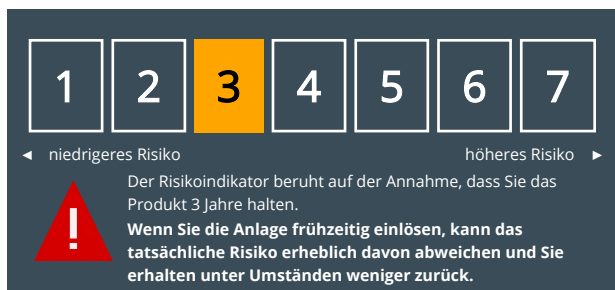 1 2 3 4 5 6 7
◄ niedrigeres Risiko höheres Risiko ►
Der Risikoindikator beruht auf der Annahme, dass Sie das
Produkt 3 Jahre halten.
Wenn Sie die Anlage frühzeitig einlösen, kann das
tatsächliche Risiko erheblich davon abweichen und Sie
erhalten unter Umständen weniger zurück.
!